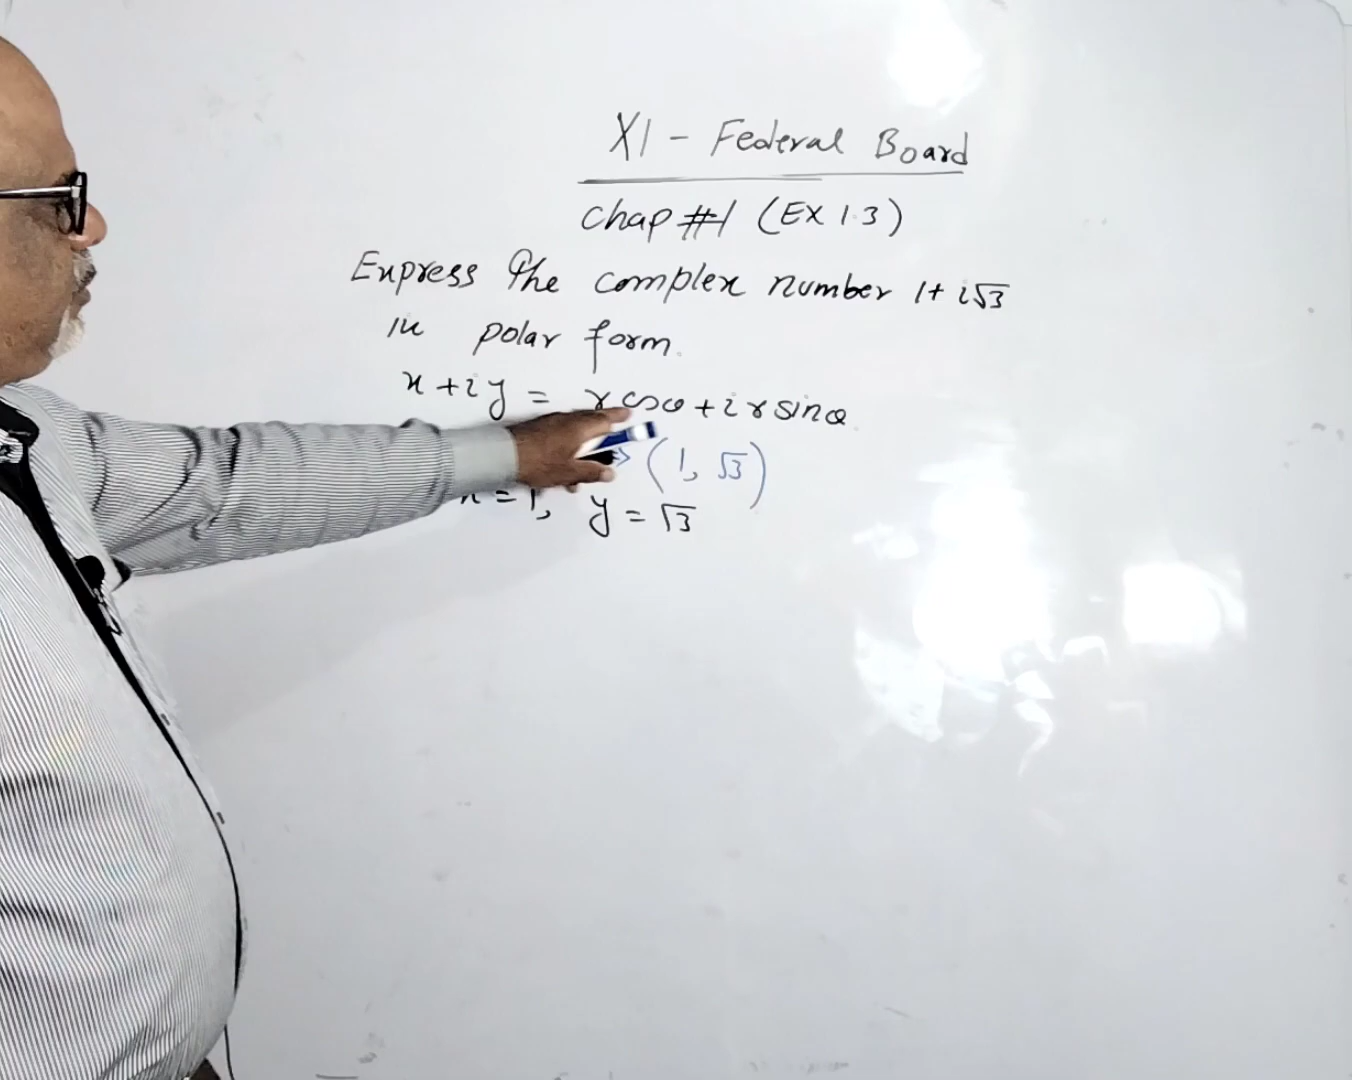 XI - Federal Board
Chap #1 (EX 1.3)
Express the complex number 1 + i√3
in polar form.
x + iy = r cosθ + i r sinθ
⇒ (1, √3)
x = 1, y = √3